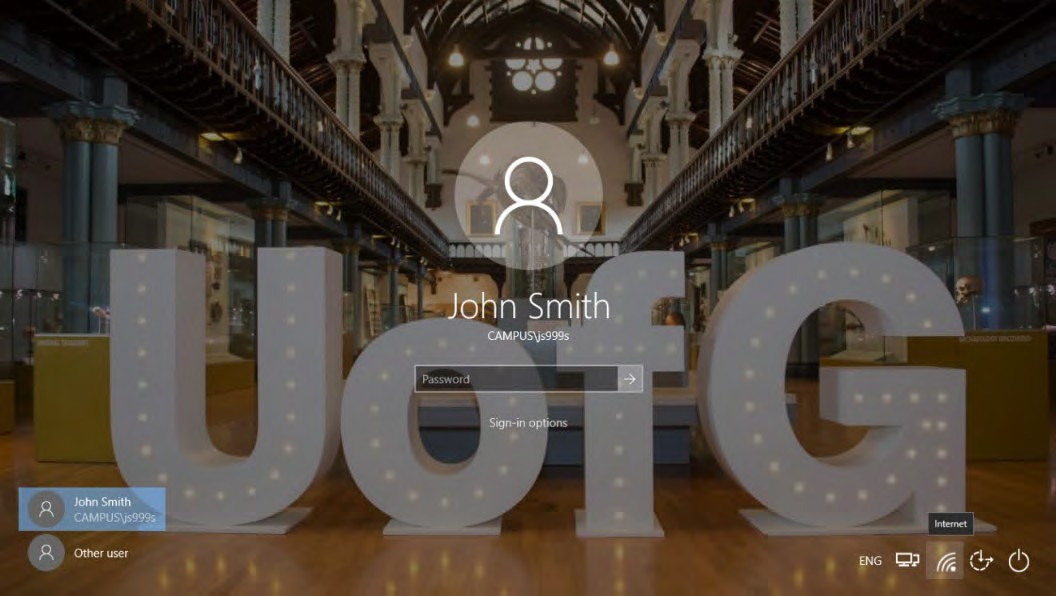 UofG
John Smith
CAMPUS\js999s
Password
Sign-in options
John Smith
CAMPUS\js999s
Other user
Internet
ENG